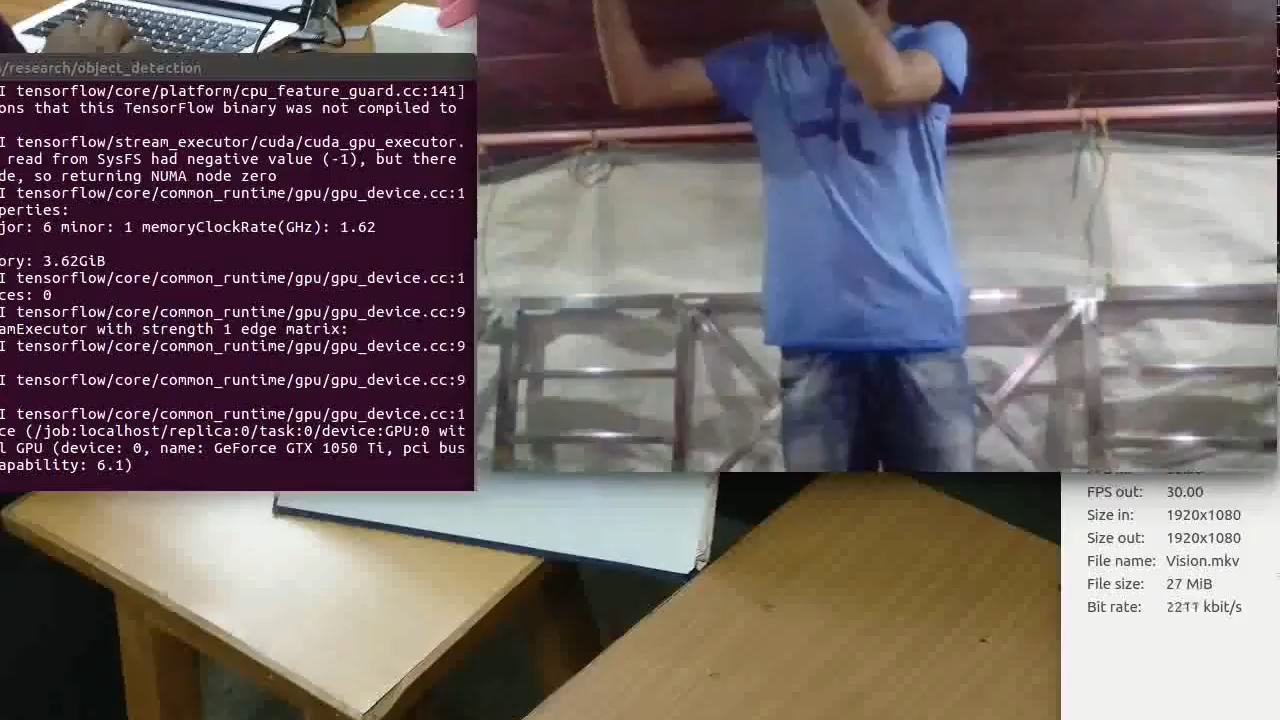 /research/object_detection
I tensorflow/core/platform/cpu_feature_guard.cc:141]
ons that this TensorFlow binary was not compiled to
I tensorflow/stream_executor/cuda/cuda_gpu_executor.
read from SysFS had negative value (-1), but there
de, so returning NUMA node zero
I tensorflow/core/common_runtime/gpu/gpu_device.cc:1
perties:
jor: 6 minor: 1 memoryClockRate(GHz): 1.62
ory: 3.62GiB
I tensorflow/core/common_runtime/gpu/gpu_device.cc:1
ces: 0
I tensorflow/core/common_runtime/gpu/gpu_device.cc:9
amExecutor with strength 1 edge matrix:
I tensorflow/core/common_runtime/gpu/gpu_device.cc:9
I tensorflow/core/common_runtime/gpu/gpu_device.cc:9
I tensorflow/core/common_runtime/gpu/gpu_device.cc:1
ce (/job:localhost/replica:0/task:0/device:GPU:0 wit
l GPU (device: 0, name: GeForce GTX 1050 Ti, pci bus
apability: 6.1)
FPS out: 30.00
Size in: 1920x1080
Size out: 1920x1080
File name: Vision.mkv
File size: 27 MiB
Bit rate: 2211 kbit/s